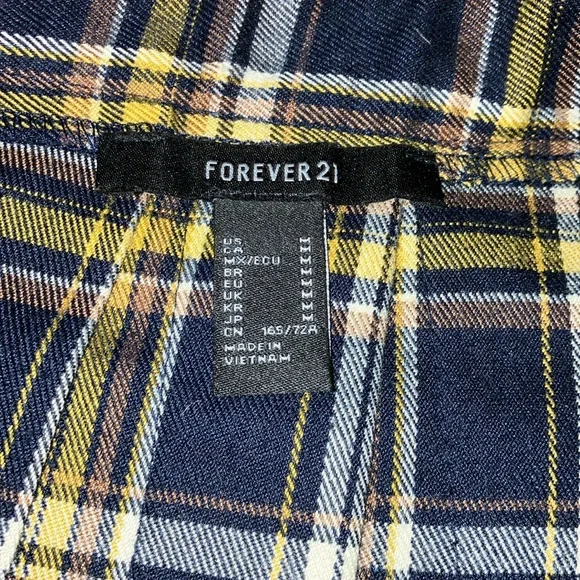 FOREVER 21
US M
CA M
MX/ECU M
BR M
EU M
UK M
KR M
JP M
CN 165/72A
MADE IN
VIETNAM